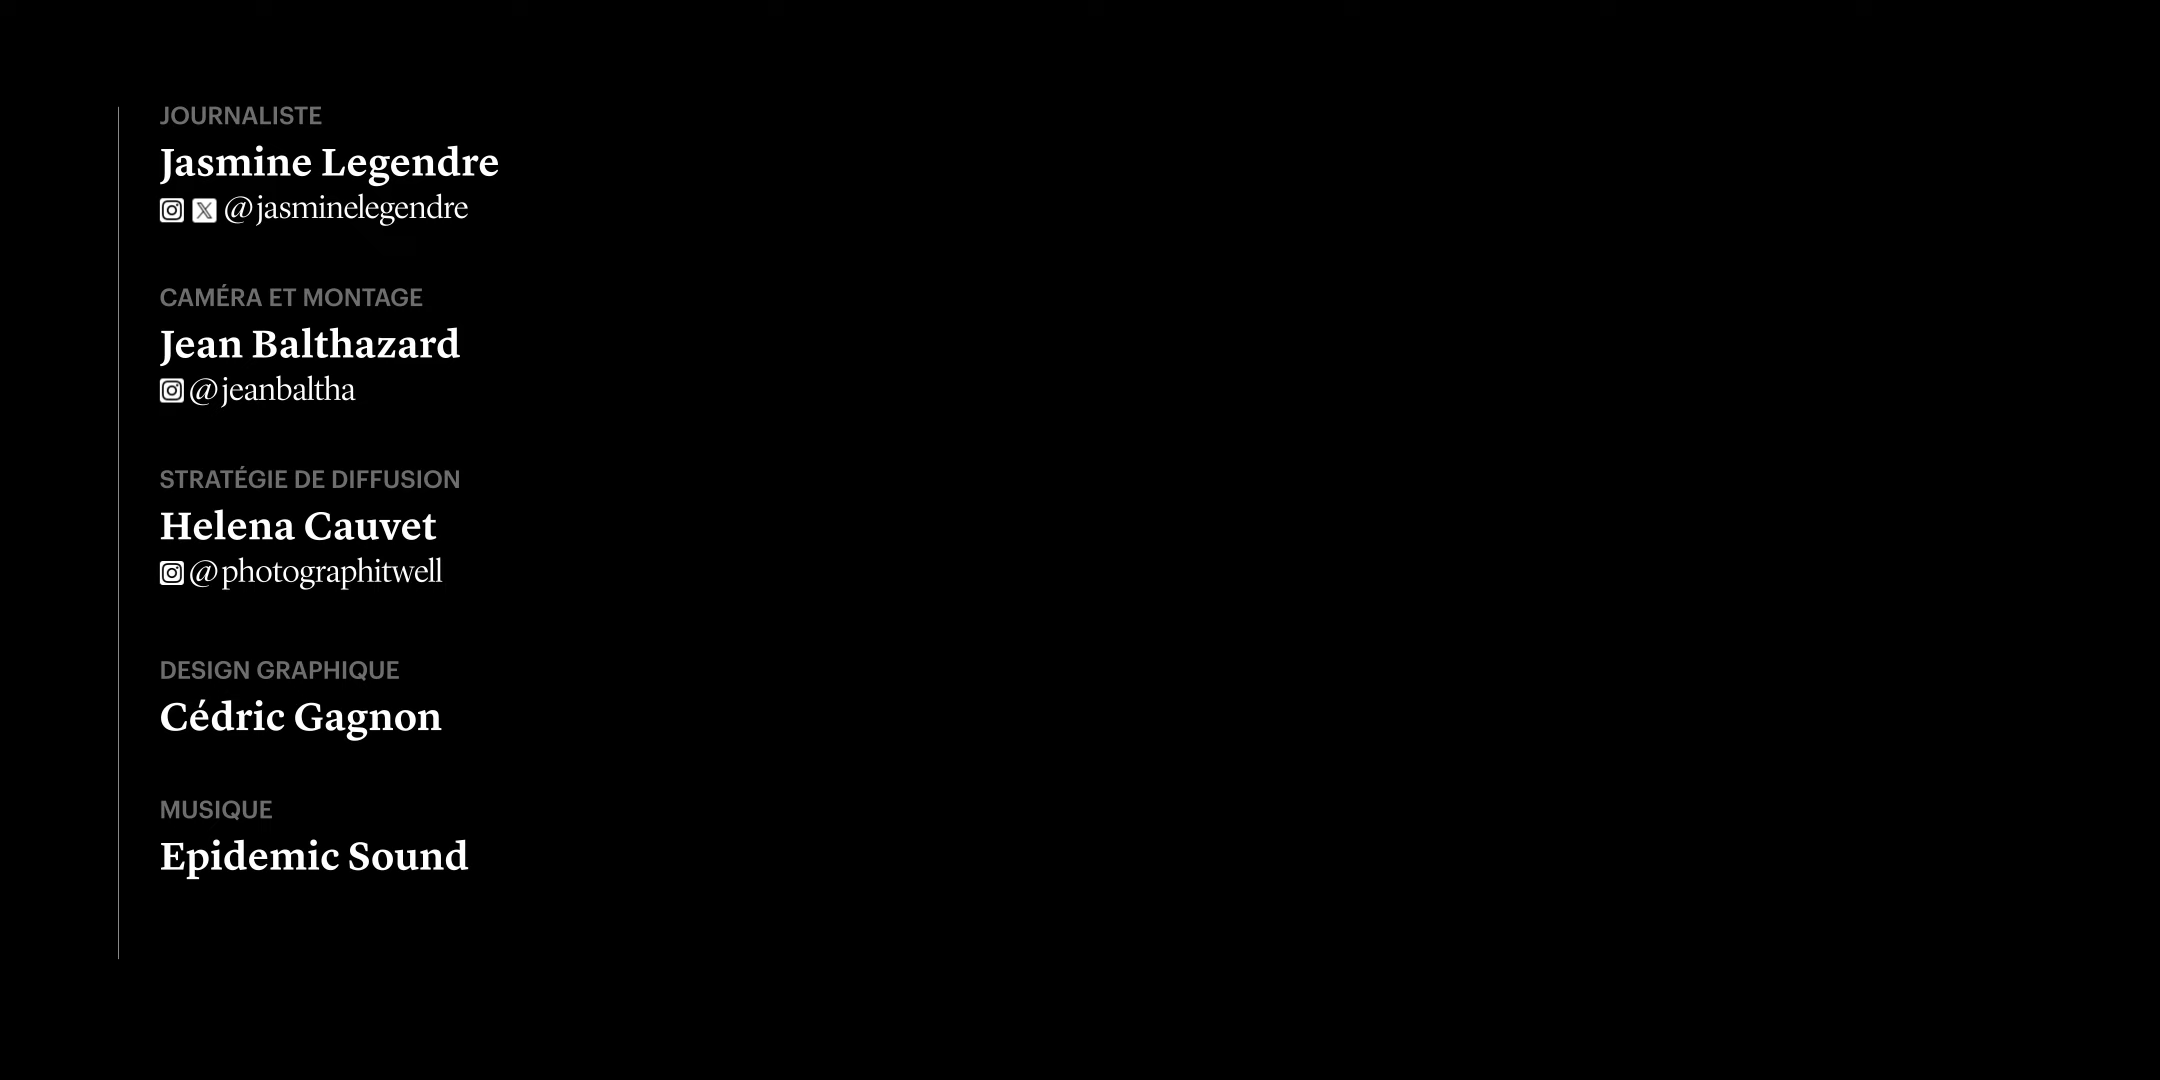 JOURNALISTE
Jasmine Legendre
@jasminelegendre
CAMÉRA ET MONTAGE
Jean Balthazard
@jeanbaltha
STRATÉGIE DE DIFFUSION
Helena Cauvet
@photographitwell
DESIGN GRAPHIQUE
Cédric Gagnon
MUSIQUE
Epidemic Sound